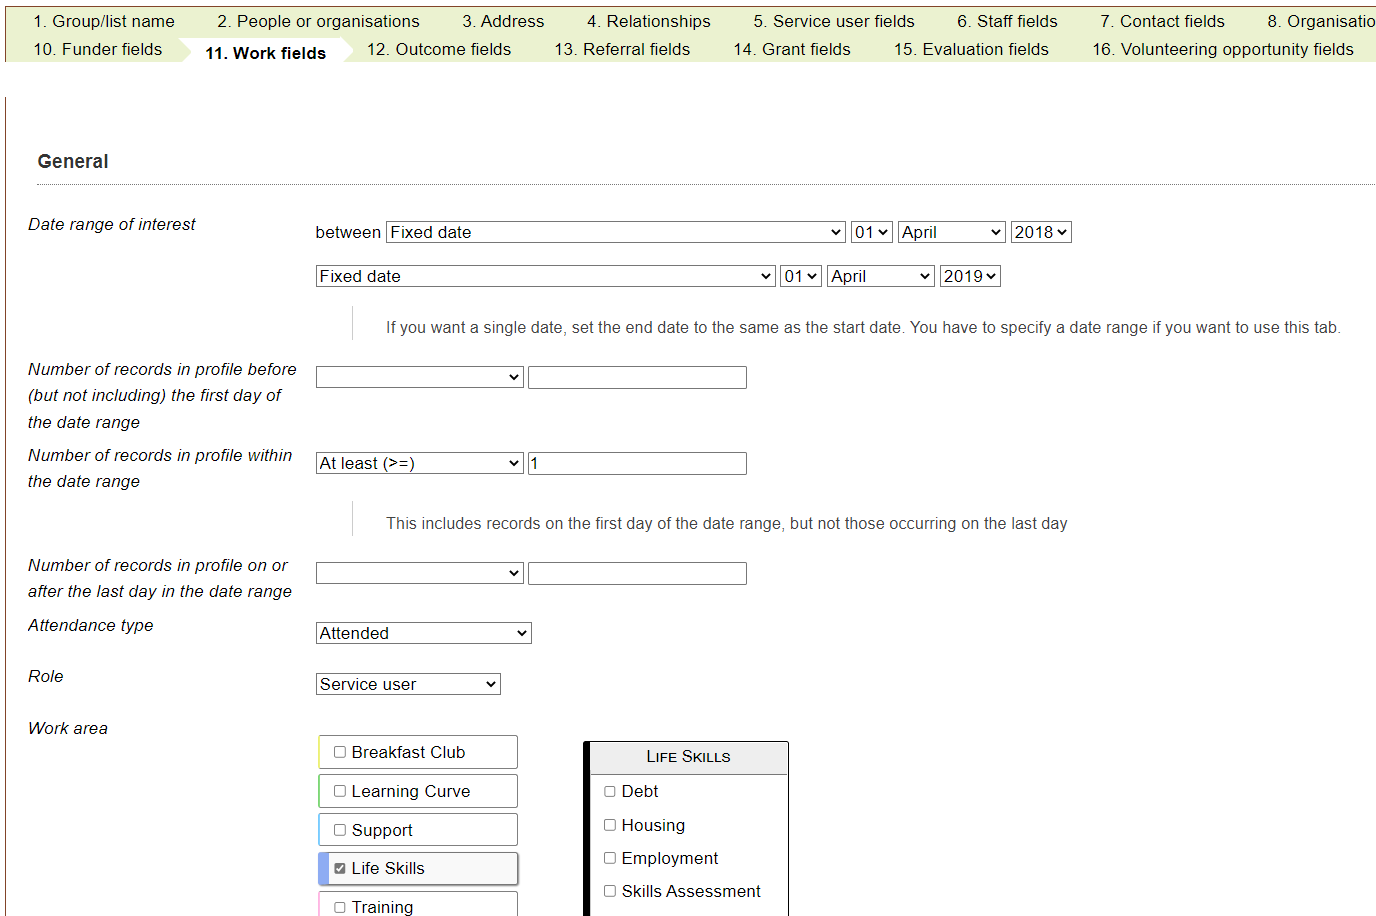 1. Group/list name 2. People or organisations 3. Address 4. Relationships 5. Service user fields 6. Staff fields 7. Contact fields 8. Organisatio
10. Funder fields 11. Work fields 12. Outcome fields 13. Referral fields 14. Grant fields 15. Evaluation fields 16. Volunteering opportunity fields
General
Date range of interest
between Fixed date 01 April 2018
Fixed date 01 April 2019
If you want a single date, set the end date to the same as the start date. You have to specify a date range if you want to use this tab.
Number of records in profile before
(but not including) the first day of
the date range
Number of records in profile within
the date range
At least (>=) 1
This includes records on the first day of the date range, but not those occurring on the last day
Number of records in profile on or
after the last day in the date range
Attendance type
Attended
Role
Service user
Work area
Breakfast Club
Learning Curve
Support
Life Skills
Training
LIFE SKILLS
Debt
Housing
Employment
Skills Assessment